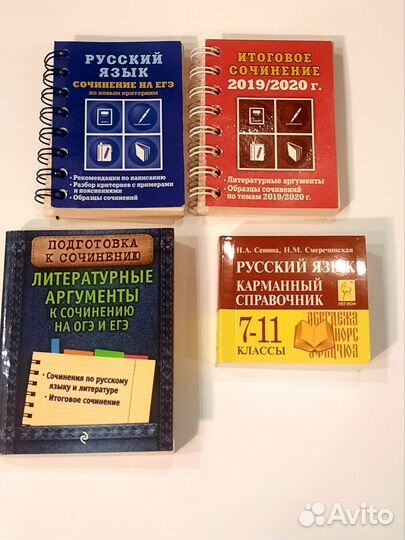 РУССКИЙ
ЯЗЫК
СОЧИНЕНИЕ НА ЕГЭ
по новым критериям
• Рекомендации по написанию
• Разбор критериев с примерами
и пояснениями
• Образцы сочинений
ИТОГОВОЕ
СОЧИНЕНИЕ
2019/2020 г.
• Литературные аргументы
• Образцы сочинений
по темам 2019/2020 г.
ПОДГОТОВКА
К СОЧИНЕНИЮ
ЛИТЕРАТУРНЫЕ
АРГУМЕНТЫ
К СОЧИНЕНИЮ
НА ОГЭ И ЕГЭ
• Сочинения по русскому
языку и литературе
• Итоговое сочинение
Н.А. Сенина, Н.М. Смеречинская
РУССКИЙ ЯЗЫК
КАРМАННЫЙ
СПРАВОЧНИК
ЛЕГИОН
7-11
КЛАССЫ
Avito